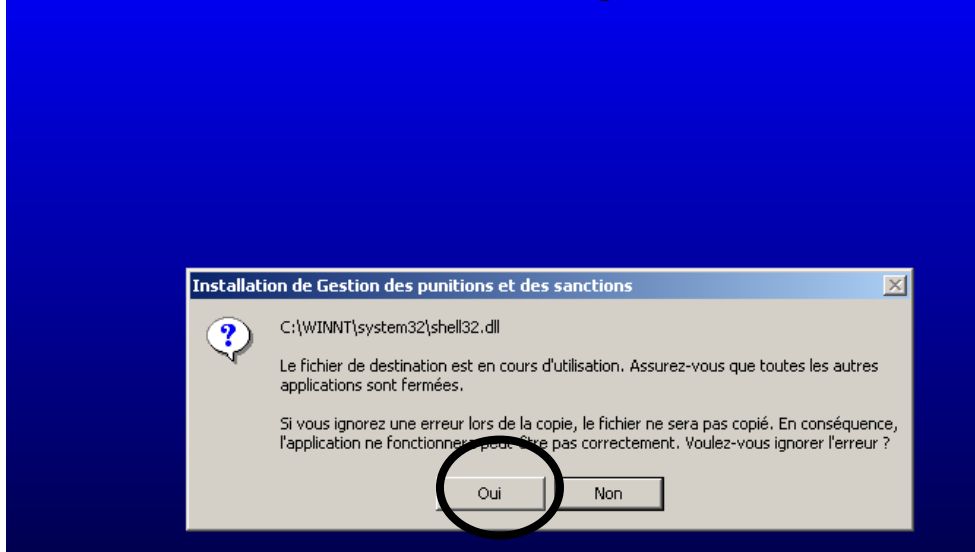 Installation de Gestion des punitions et des sanctions
C:\WINNT\system32\shell32.dll
Le fichier de destination est en cours d'utilisation. Assurez-vous que toutes les autres
applications sont fermées.
Si vous ignorez une erreur lors de la copie, le fichier ne sera pas copié. En conséquence,
l'application ne fonctionnera peut-être pas correctement. Voulez-vous ignorer l'erreur ?
Oui
Non